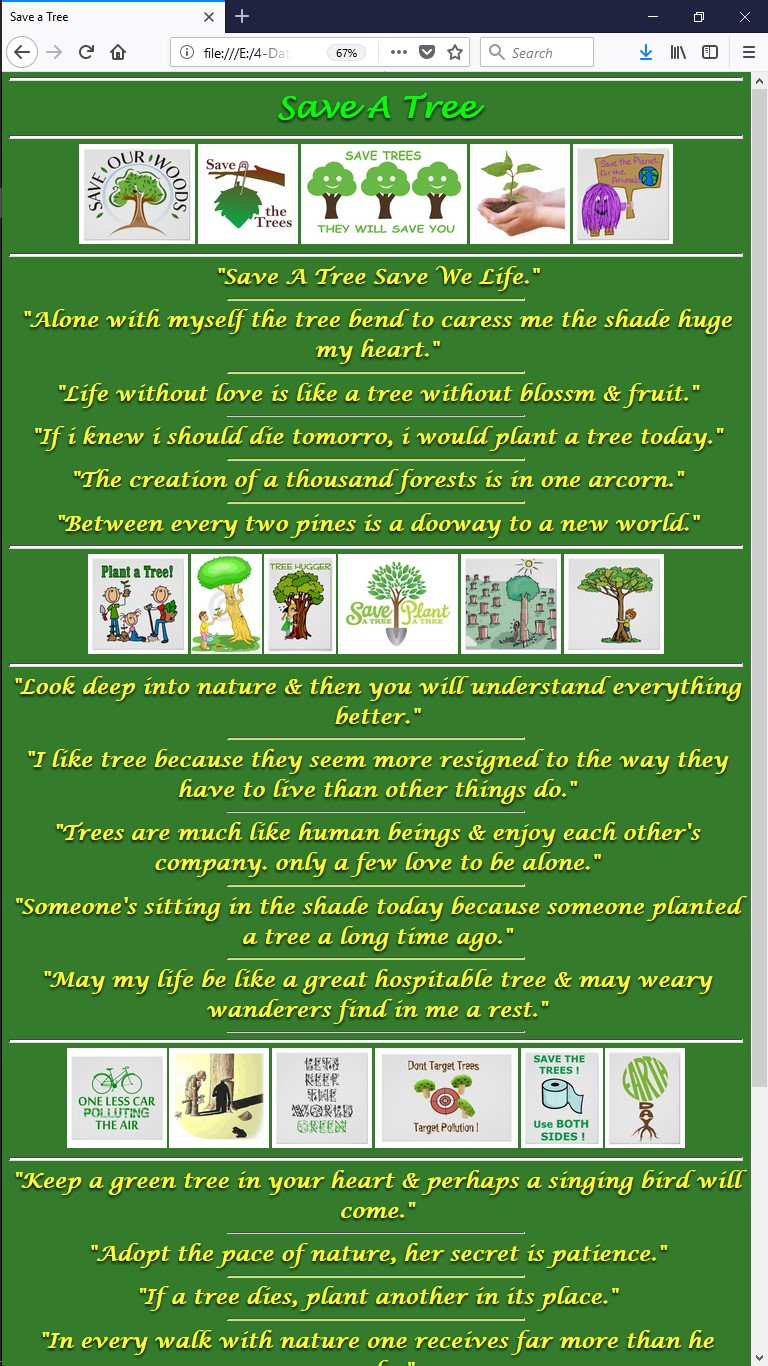 Save a Tree
file:///E:/4-Dat
67%
Search
Save A Tree
SAVE OUR WOODS
Save
the
Trees
SAVE TREES
THEY WILL SAVE YOU
Save the Planet
for the
Animals
"Save A Tree Save We Life."
"Alone with myself the tree bend to caress me the shade huge
my heart."
"Life without love is like a tree without blossm & fruit."
"If i knew i should die tomorro, i would plant a tree today."
"The creation of a thousand forests is in one arcorn."
"Between every two pines is a dooway to a new world."
Plant a Tree!
TREE HUGGER
Save Plant
A TREE A TREE
"Look deep into nature & then you will understand everything
better."
"I like tree because they seem more resigned to the way they
have to live than other things do."
"Trees are much like human beings & enjoy each other's
company. only a few love to be alone."
"Someone's sitting in the shade today because someone planted
a tree a long time ago."
"May my life be like a great hospitable tree & may weary
wanderers find in me a rest."
ONE LESS CAR
POLLUTING
THE AIR
LETS
KEEP
THE
WORLD
GREEN
Dont Target Trees
Target Pollution !
SAVE THE
TREES !
Use BOTH
SIDES !
EARTH
DAY
"Keep a green tree in your heart & perhaps a singing bird will
come."
"Adopt the pace of nature, her secret is patience."
"If a tree dies, plant another in its place."
"In every walk with nature one receives far more than he